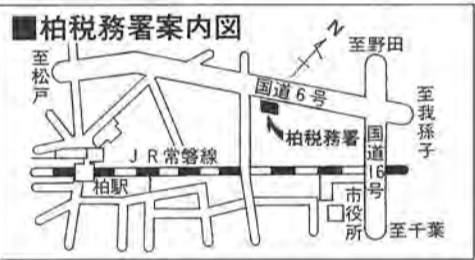 ■柏税務署案内図
N
至松戸
至野田
国道6号
至我孫子
柏税務署
JR常磐線
国道16号
柏駅
市役所
至千葉